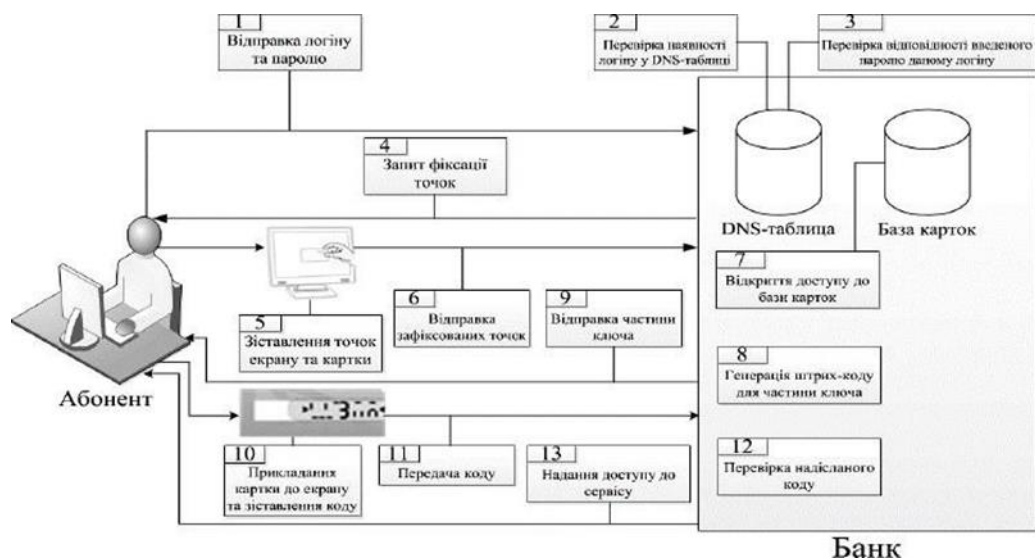 1
Відправка логіну
та паролю
2
Перевірка наявності
логіну у DNS-таблиці
3
Перевірка відповідності введеного
паролю даному логіну
4
Запит фіксації
точок
DNS-таблица
База карток
7
Відкриття доступу до
бази карток
5
Зіставлення точок
екрану та картки
6
Відправка
зафіксованих точок
9
Відправка частини
ключа
8
Генерація штрих-коду
для частини ключа
Абонент
10
Прикладання
картки до екрану
та зіставлення коду
11
Передача коду
13
Надання доступу до
сервісу
12
Перевірка надісланого
коду
Банк